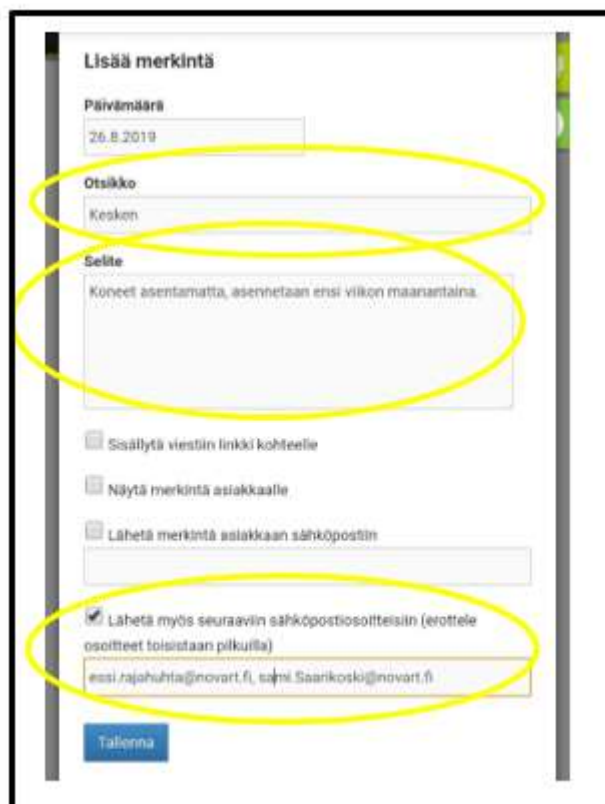 Lisää merkintä
Päivämäärä
26.8.2019
Otsikko
Kesken
Selite
Koneet asentamatta, asennetaan ensi viikon maanantaina.
Sisällytä viestiin linkki kohteelle
Näytä merkintä asiakkaalle
Lähetä merkintä asiakkaan sähköpostiin
Lähetä myös seuraaviin sähköpostiosoitteisiin (erottele
osoitteet toisistaan pilkuilla)
essi.rajahuhta@novart.fi, sami.Saarikoski@novart.fi
Tallenna